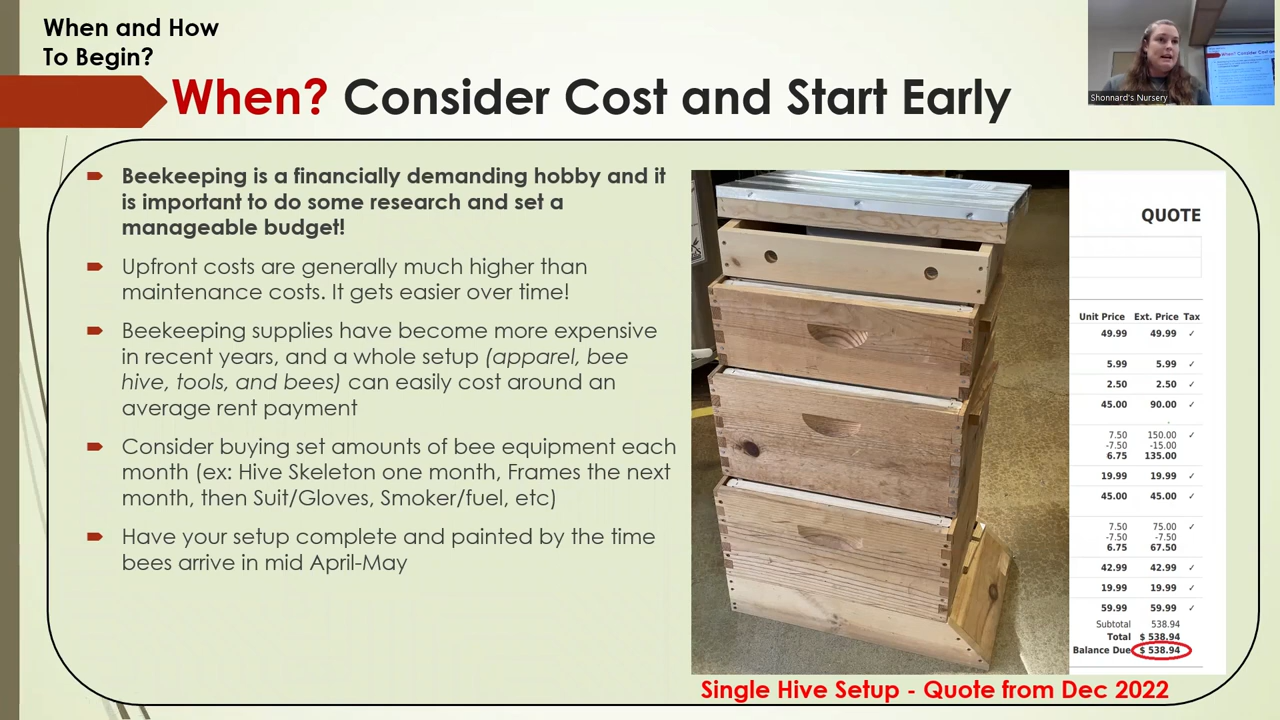 When and How
To Begin?
When? Consider Cost and Start Early
Shonnard's Nursery
Beekeeping is a financially demanding hobby and it
is important to do some research and set a
manageable budget!
Upfront costs are generally much higher than
maintenance costs. It gets easier over time!
Beekeeping supplies have become more expensive
in recent years, and a whole setup (apparel, bee
hive, tools, and bees) can easily cost around an
average rent payment
Consider buying set amounts of bee equipment each
month (ex: Hive Skeleton one month, Frames the next
month, then Suit/Gloves, Smoker/fuel, etc)
Have your setup complete and painted by the time
bees arrive in mid April-May
QUOTE
Unit Price Ext. Price Tax
49.99 49.99 ✓
5.99 5.99 ✓
2.50 2.50 ✓
45.00 90.00 ✓
7.50 150.00 ✓
-7.50 -15.00
6.75 135.00
19.99 19.99 ✓
45.00 45.00 ✓
7.50 75.00 ✓
-7.50 -7.50
6.75 67.50
42.99 42.99 ✓
19.99 19.99 ✓
59.99 59.99 ✓
Subtotal 538.94
Total $ 538.94
Balance Due $ 538.94
Single Hive Setup - Quote from Dec 2022